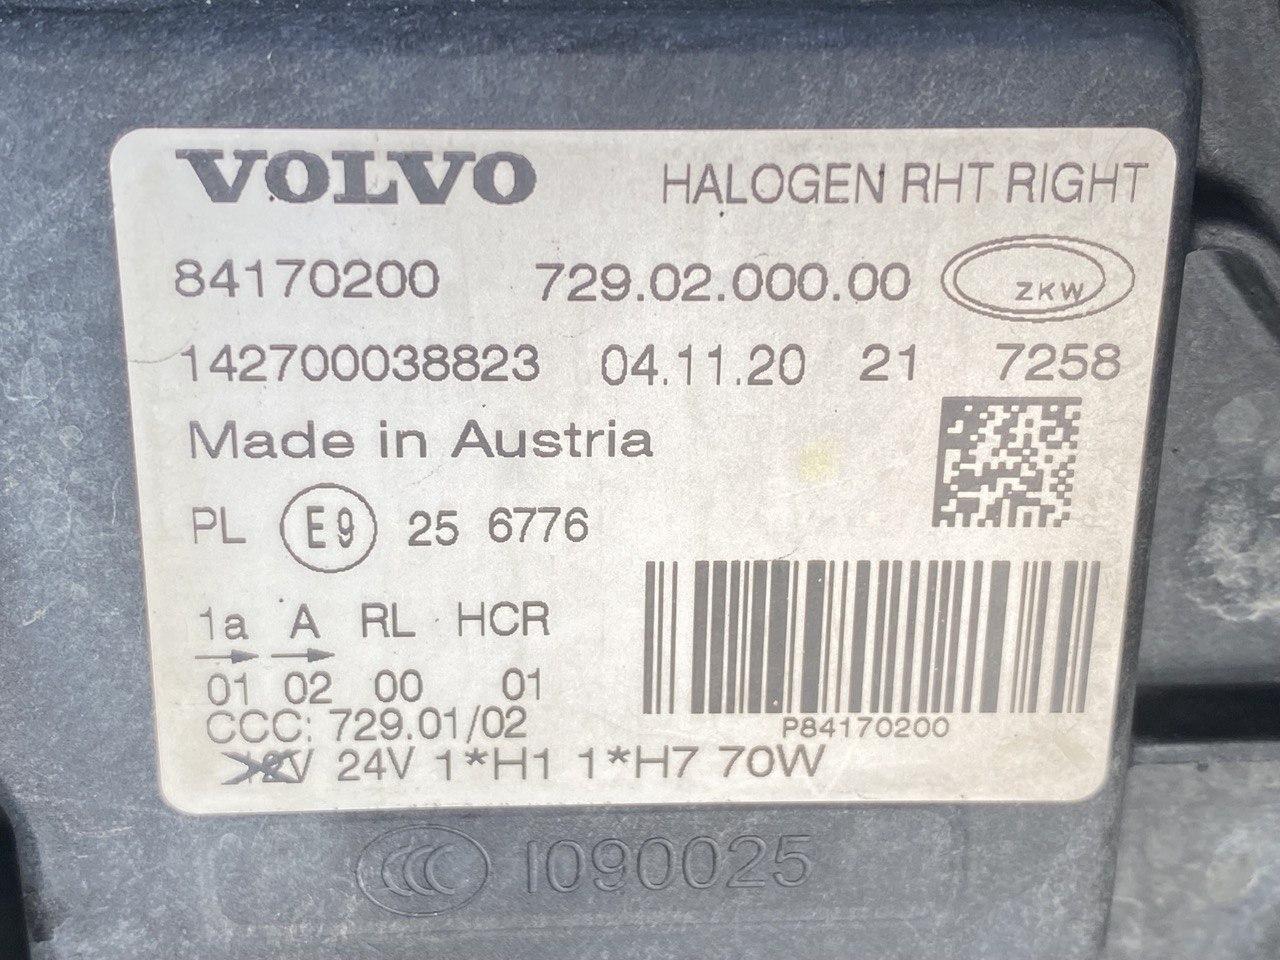 VOLVO HALOGEN RHT RIGHT
84170200 729.02.000.00 ZKW
142700038823 04.11.20 21 7258
Made in Austria
PL E9 25 6776
1a A RL HCR
01 02 00 01
CCC: 729.01/02
P84170200
24V 1*H1 1*H7 70W
CCC I090025